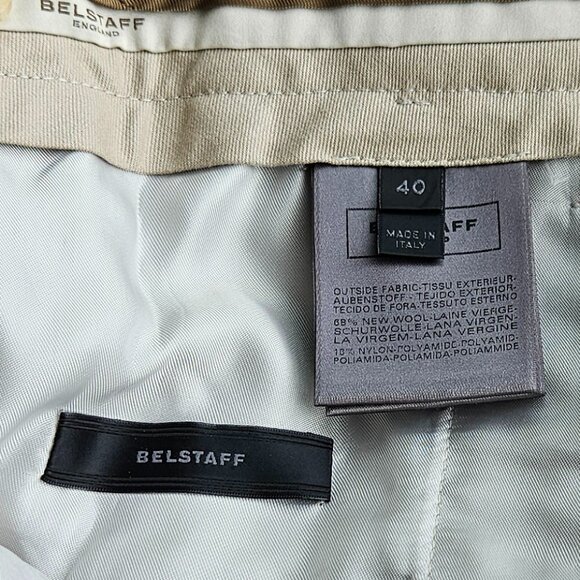 BELSTAFF
ENGLAND
40
MADE IN
ITALY
OUTSIDE FABRIC-TISSU EXTERIEUR-
AUBENSTOFF-TEJIDO EXTERIOR-
TECIDO DE FORA-TESSUTO ESTERNO
68% NEW WOOL-LAINE VIERGE-
SCHURWOLLE-LANA VIRGEN-
LA VIRGEM-LANA VERGINE
18% NYLON-POLYAMIDE-POLYAMID-
POLIAMIDA-POLIAMIDA-POLIAMMIDE
BELSTAFF